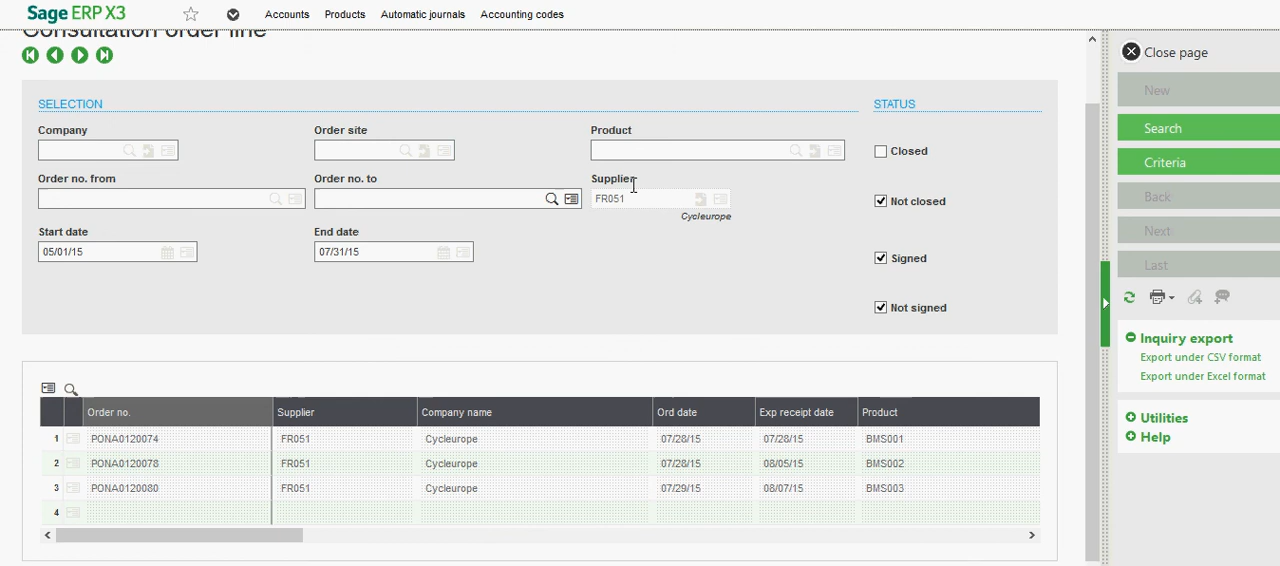 Sage ERP X3
Accounts Products Automatic journals Accounting codes
Consultation order line
Close page
New
Search
Criteria
Back
Next
Last
SELECTION
STATUS
Company Order site Product
Closed
Order no. from Order no. to Supplier
FR051
Cycleurope
Not closed
Start date End date
05/01/15 07/31/15
Signed
Not signed
Inquiry export
Export under CSV format
Export under Excel format
Utilities
Help
Order no. Supplier Company name Ord date Exp receipt date Product
1 PONA0120074 FR051 Cycleurope 07/28/15 07/28/15 BMS001
2 PONA0120078 FR051 Cycleurope 07/28/15 08/05/15 BMS002
3 PONA0120080 FR051 Cycleurope 07/29/15 08/07/15 BMS003
4